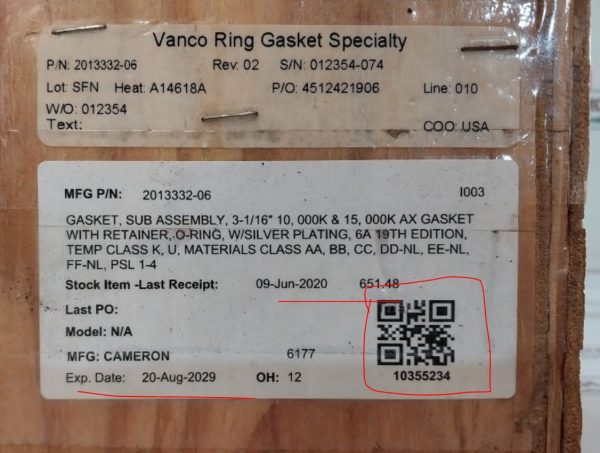 Vanco Ring Gasket Specialty
P/N: 2013332-06 Rev: 02 S/N: 012354-074
Lot: SFN Heat: A14618A P/O: 4512421906 Line: 010
W/O: 012354
Text: COO: USA
MFG P/N: 2013332-06 I003
GASKET, SUB ASSEMBLY, 3-1/16" 10, 000K & 15, 000K AX GASKET
WITH RETAINER, O-RING, W/SILVER PLATING, 6A 19TH EDITION,
TEMP CLASS K, U, MATERIALS CLASS AA, BB, CC, DD-NL, EE-NL,
FF-NL, PSL 1-4
Stock Item -Last Receipt: 09-Jun-2020 651.48
Last PO:
Model: N/A
MFG: CAMERON 6177
Exp. Date: 20-Aug-2029 OH: 12
10355234